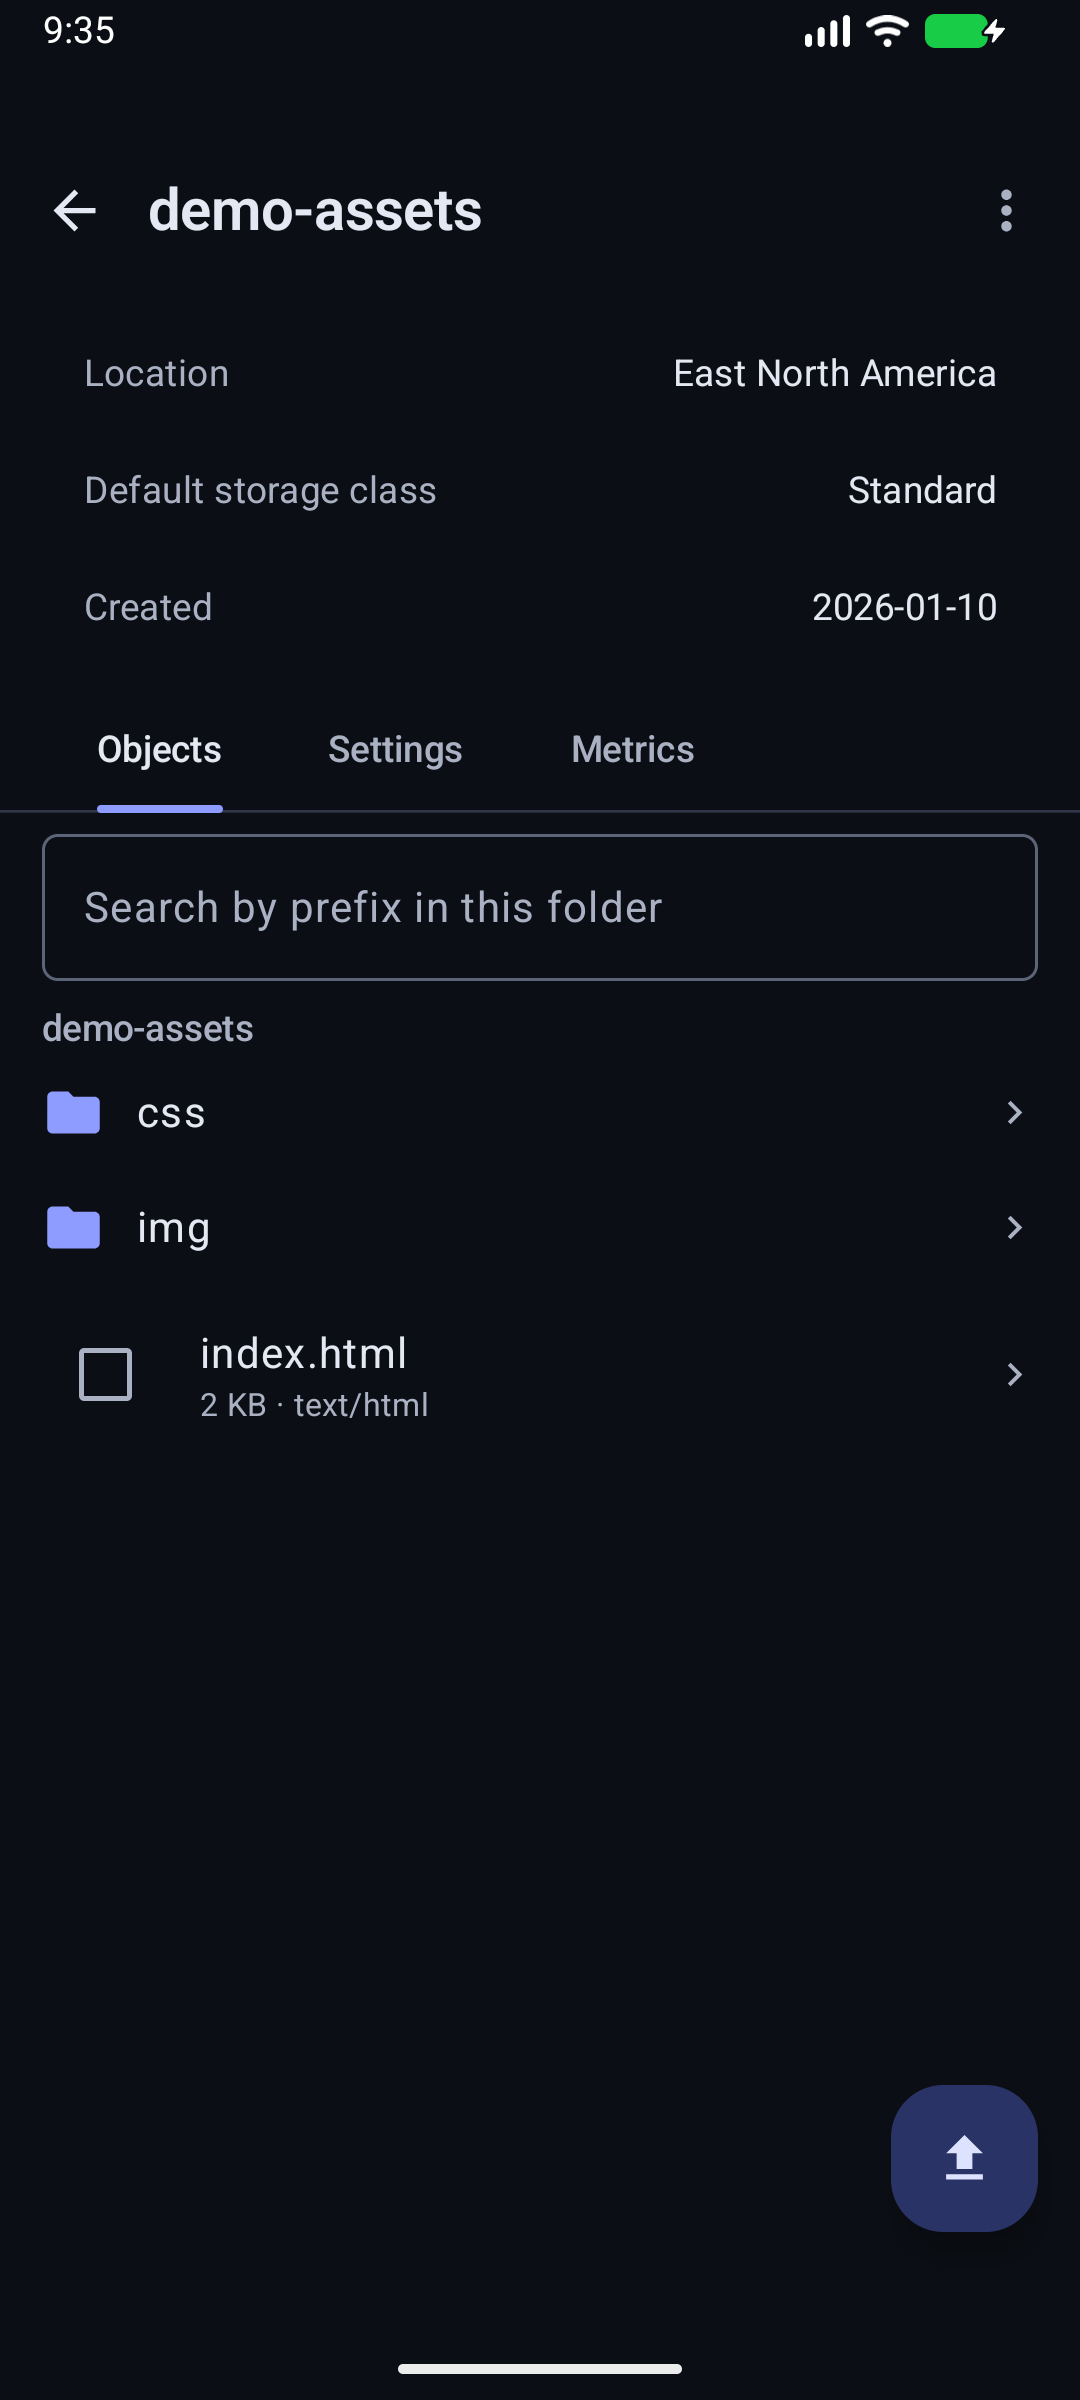 9:35
demo-assets
Location East North America
Default storage class Standard
Created 2026-01-10
Objects Settings Metrics
Search by prefix in this folder
demo-assets
css
img
index.html
2 KB · text/html